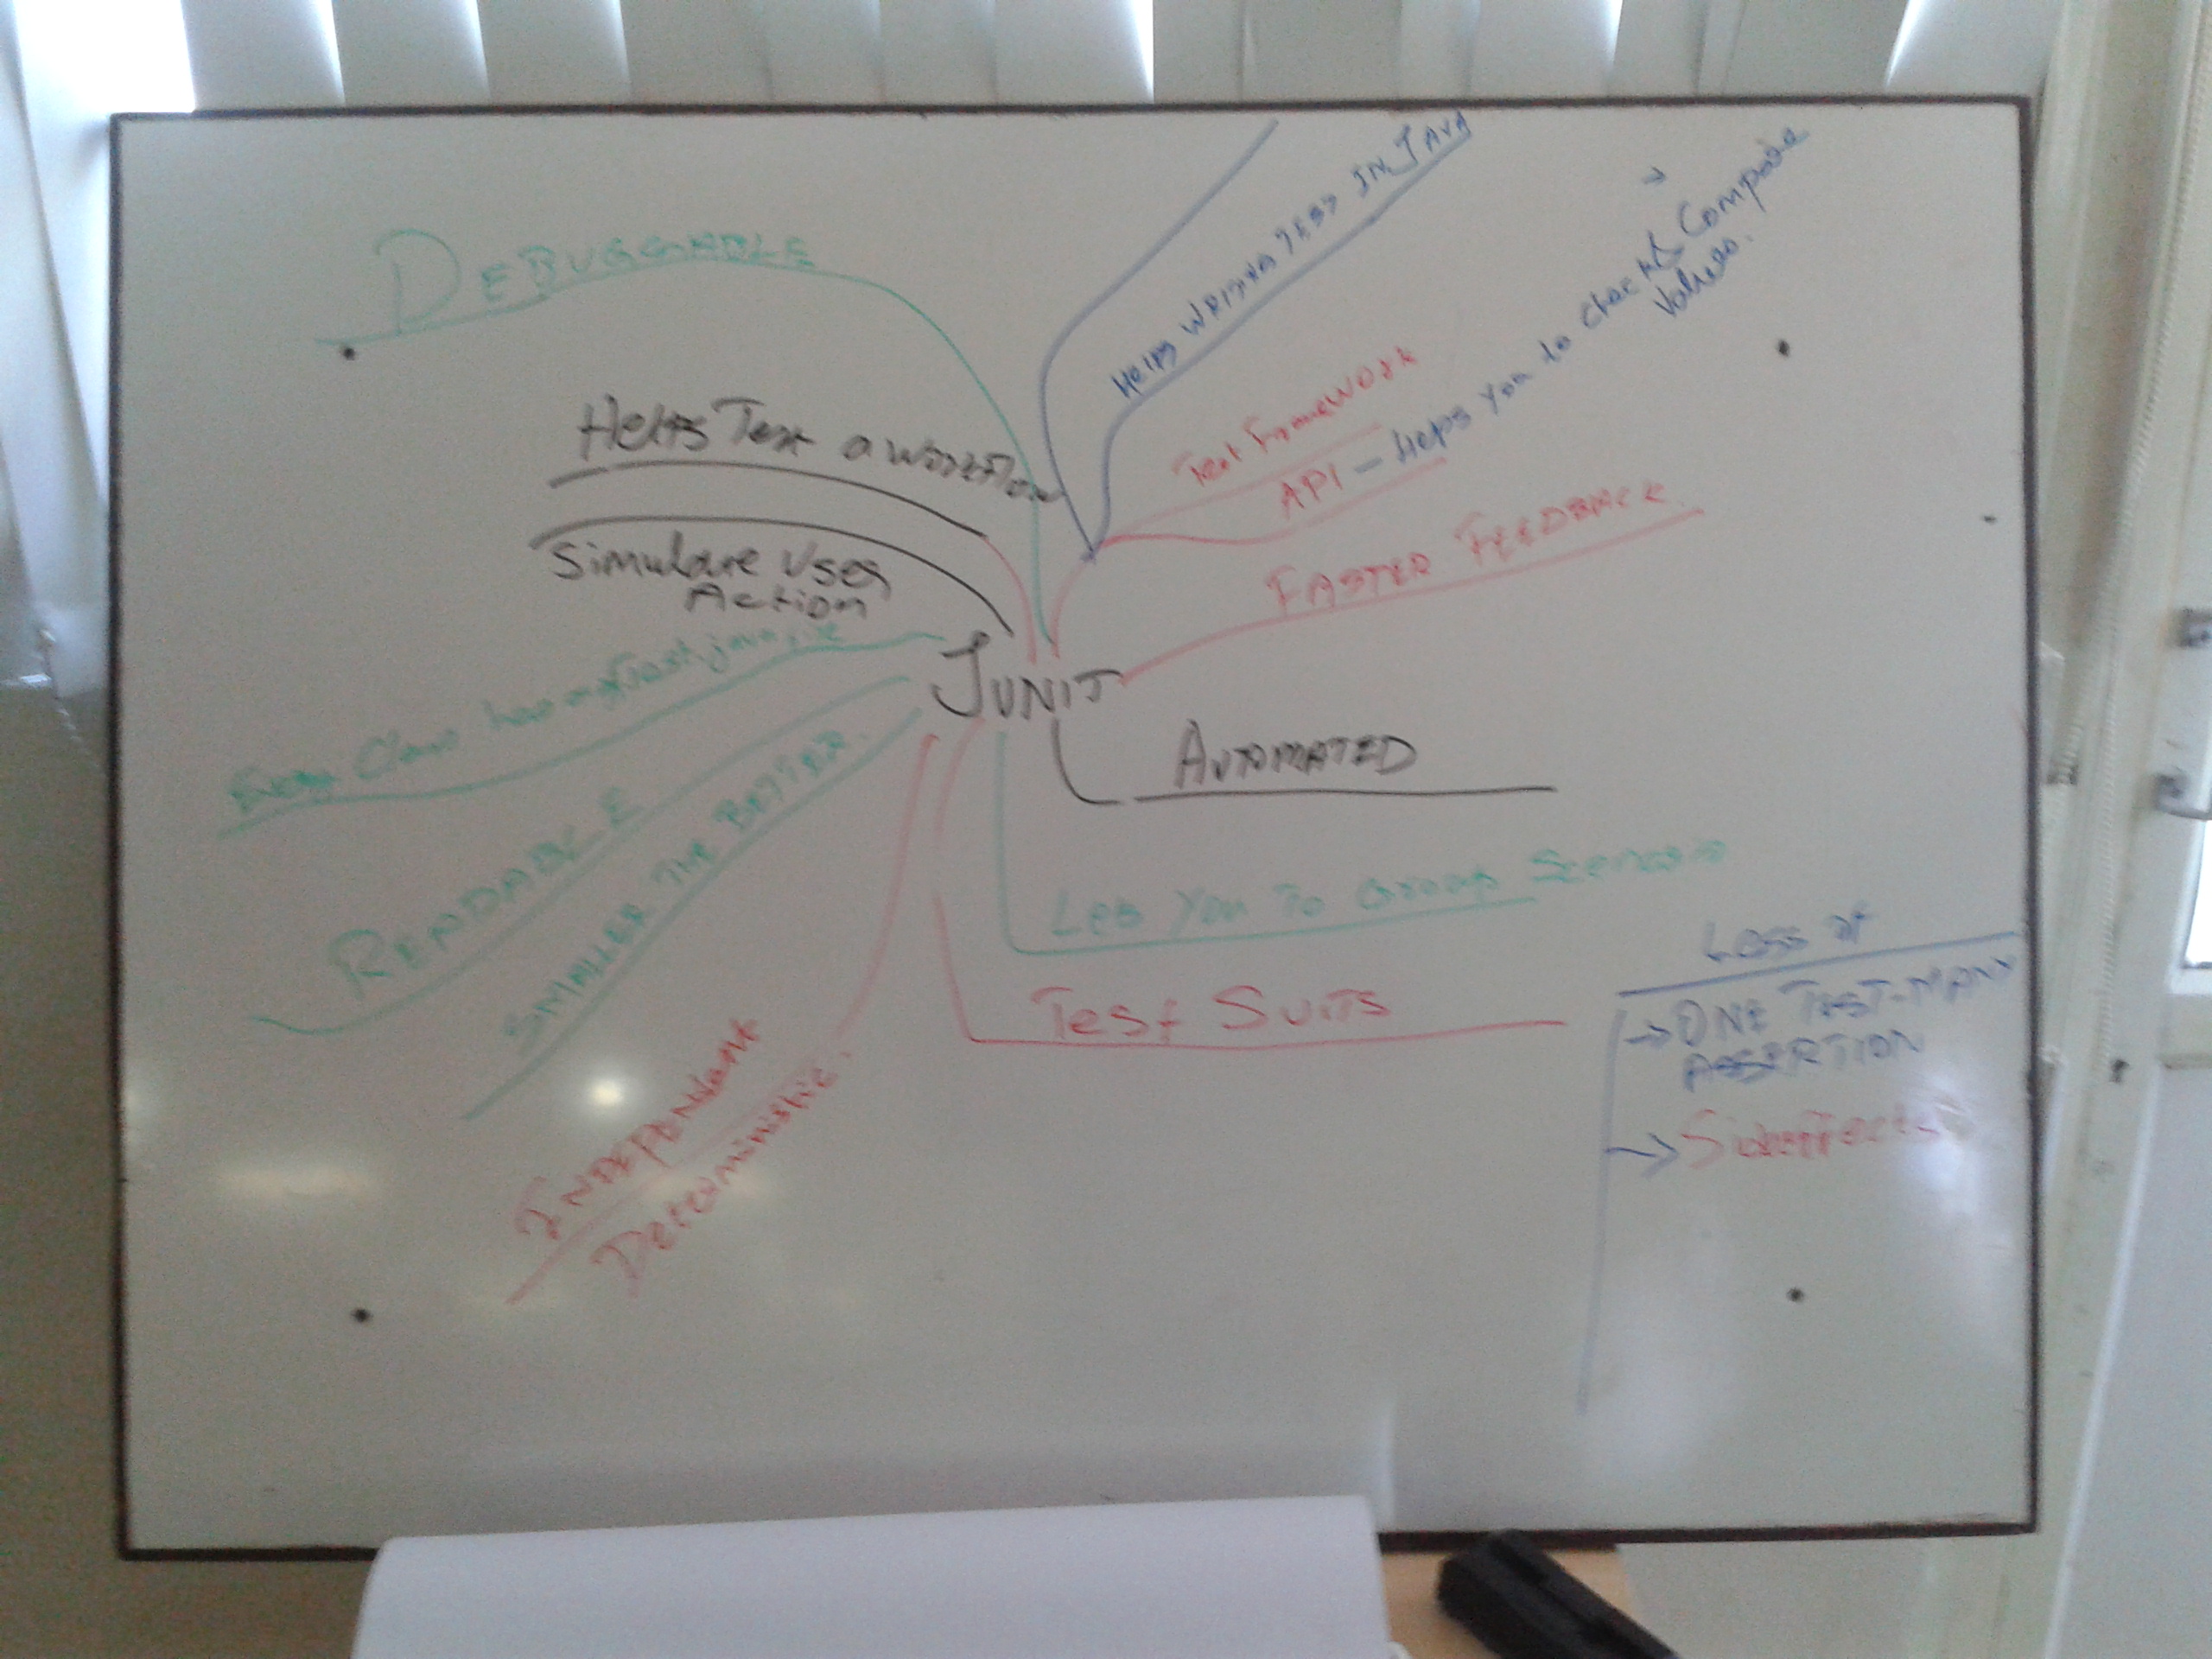 DEBUGGABLE
HELPS WRITING TEST IN JAVA
Helps Test a WORKFlow
Test FrameWork
API - Helps You to check & Compare
Values.
FASTER FEEDBACK.
Simulate User
Action
JUNIT
Every Class has a Test.java
READABLE
SMALLER THE BETTER.
AUTOMATED
Lets You To Group Scenario
TesT SUITS
INDEPENDENT
Deterministic.
Less of
→ ONE TEST-MANY
ASSERTION
→ Sideeffects